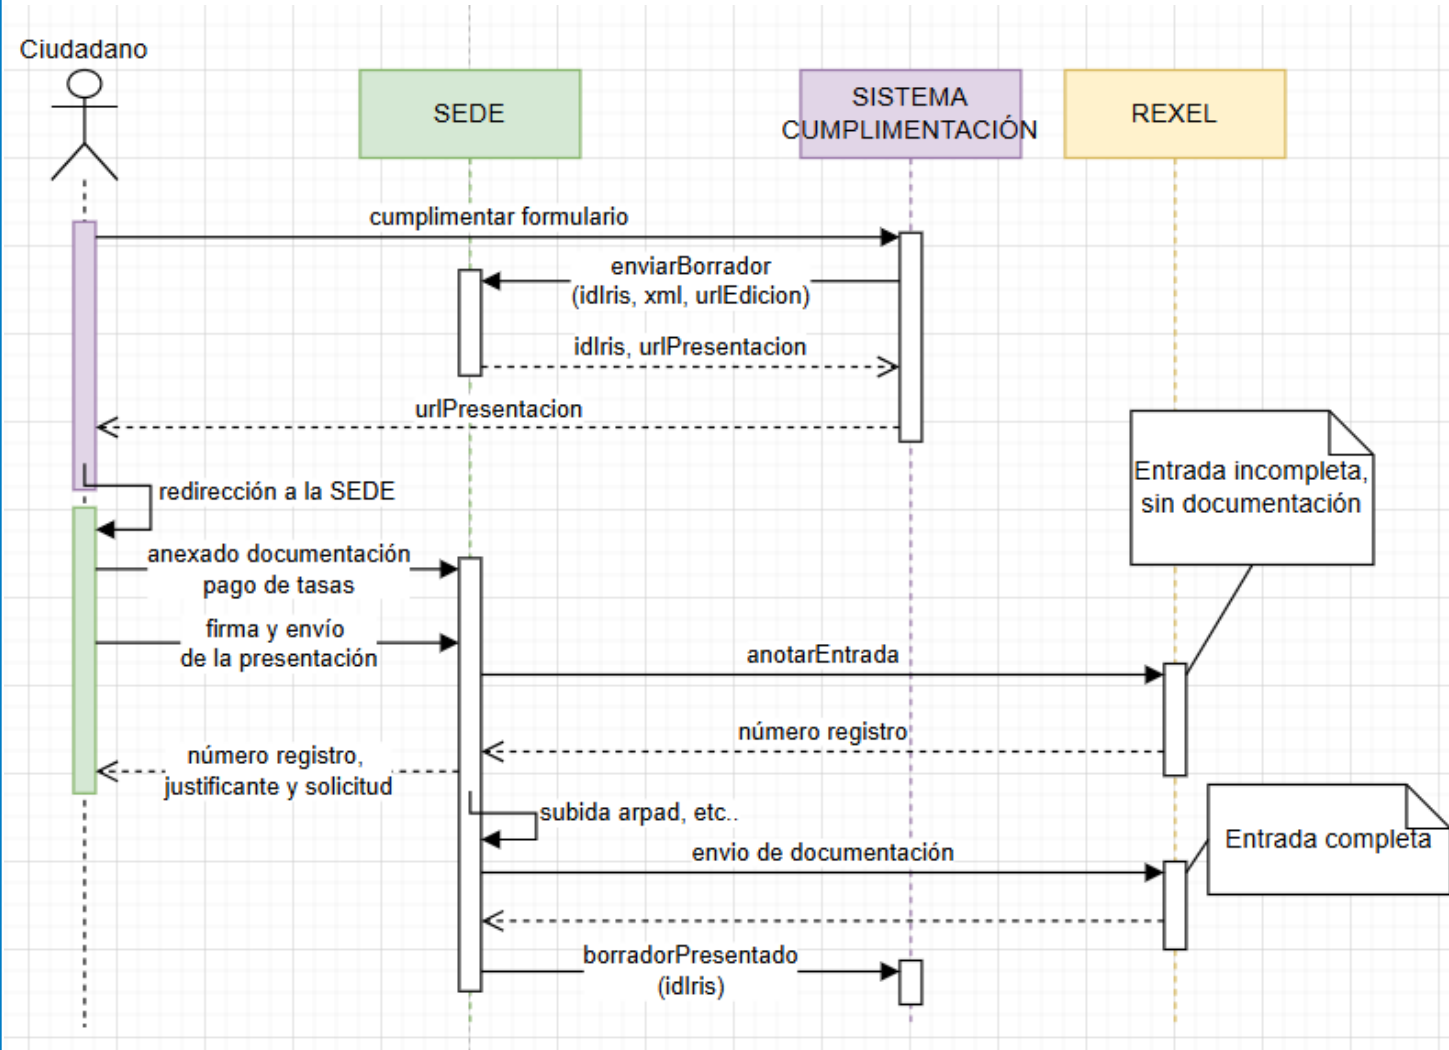 Ciudadano
SEDE
SISTEMA
CUMPLIMENTACIÓN
REXEL
cumplimentar formulario
enviarBorrador
(idIris, xml, urlEdicion)
idIris, urlPresentacion
urlPresentacion
Entrada incompleta,
sin documentación
redirección a la SEDE
anexado documentación
pago de tasas
firma y envío
de la presentación
anotarEntrada
número registro
número registro,
justificante y solicitud
subida arpad, etc..
Entrada completa
envio de documentación
borradorPresentado
(idIris)